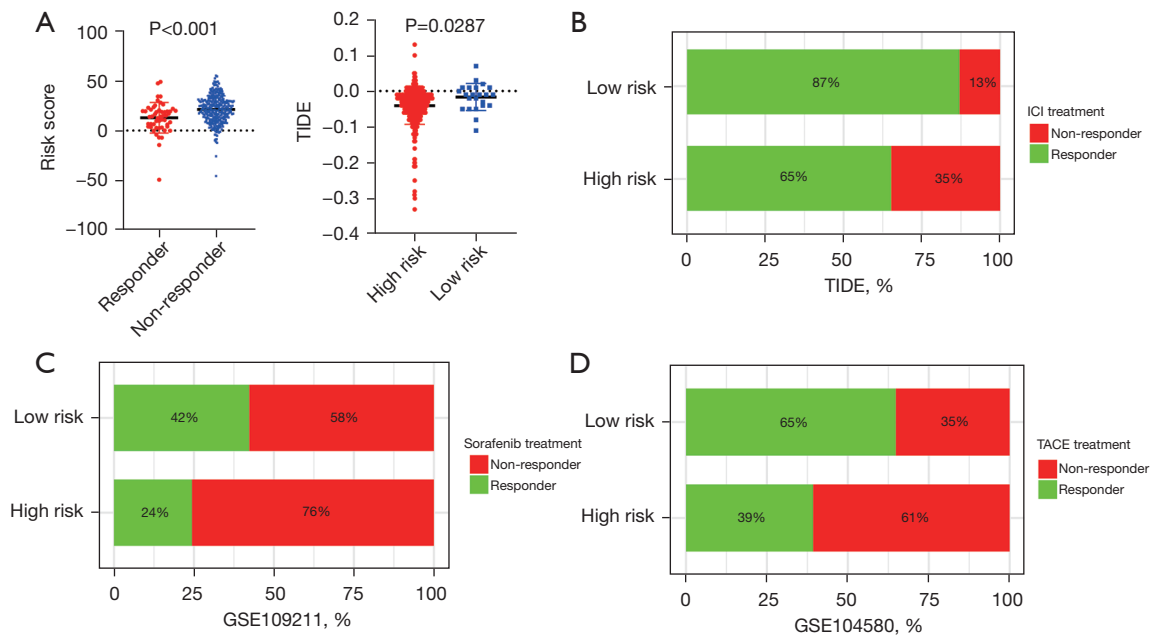 A
P<0.001
Risk score
100
50
0
−50
−100
Responder
Non-responder
P=0.0287
TIDE
0.2
0.1
0.0
−0.1
−0.2
−0.3
−0.4
High risk
Low risk
B
Low risk
87%
13%
High risk
65%
35%
0 25 50 75 100
TIDE, %
ICI treatment
Non-responder
Responder
C
Low risk
42%
58%
High risk
24%
76%
0 25 50 75 100
GSE109211, %
Sorafenib treatment
Non-responder
Responder
D
Low risk
65%
35%
High risk
39%
61%
0 25 50 75 100
GSE104580, %
TACE treatment
Non-responder
Responder